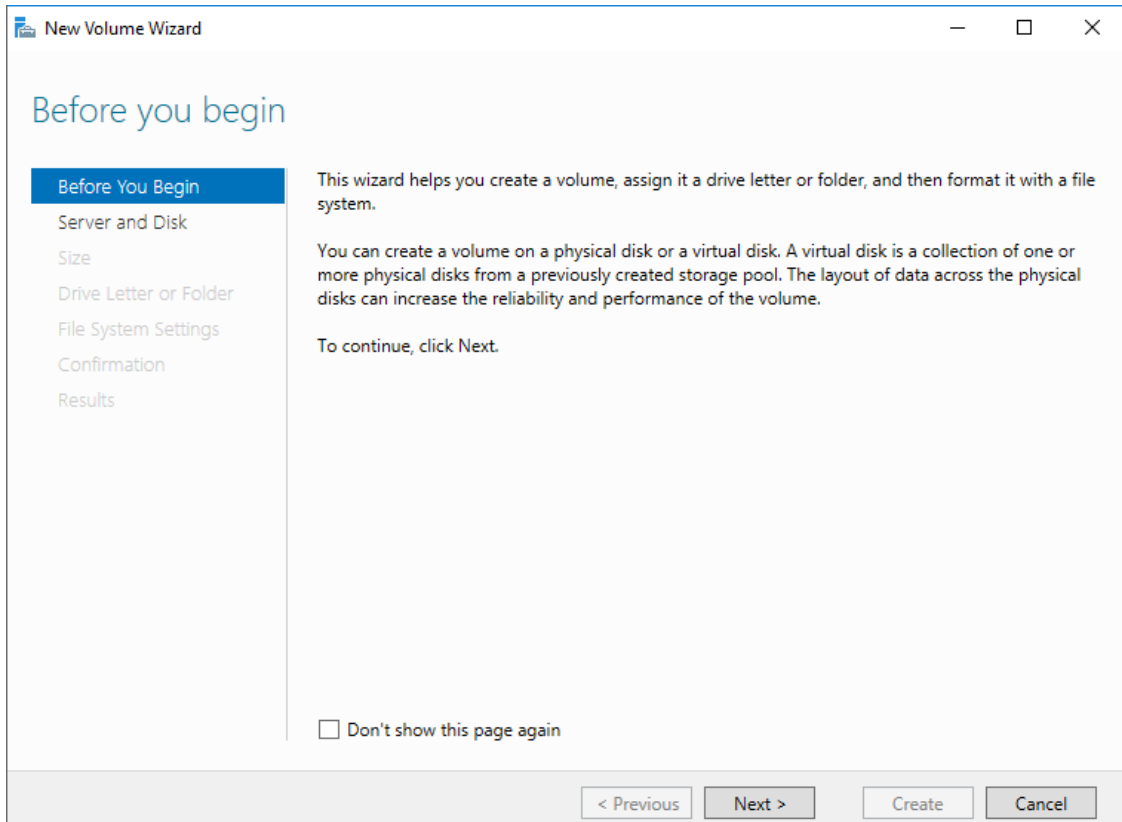 New Volume Wizard
Before you begin
Before You Begin
Server and Disk
Size
Drive Letter or Folder
File System Settings
Confirmation
Results
This wizard helps you create a volume, assign it a drive letter or folder, and then format it with a file
system.
You can create a volume on a physical disk or a virtual disk. A virtual disk is a collection of one or
more physical disks from a previously created storage pool. The layout of data across the physical
disks can increase the reliability and performance of the volume.
To continue, click Next.
Don't show this page again
< Previous
Next >
Create
Cancel